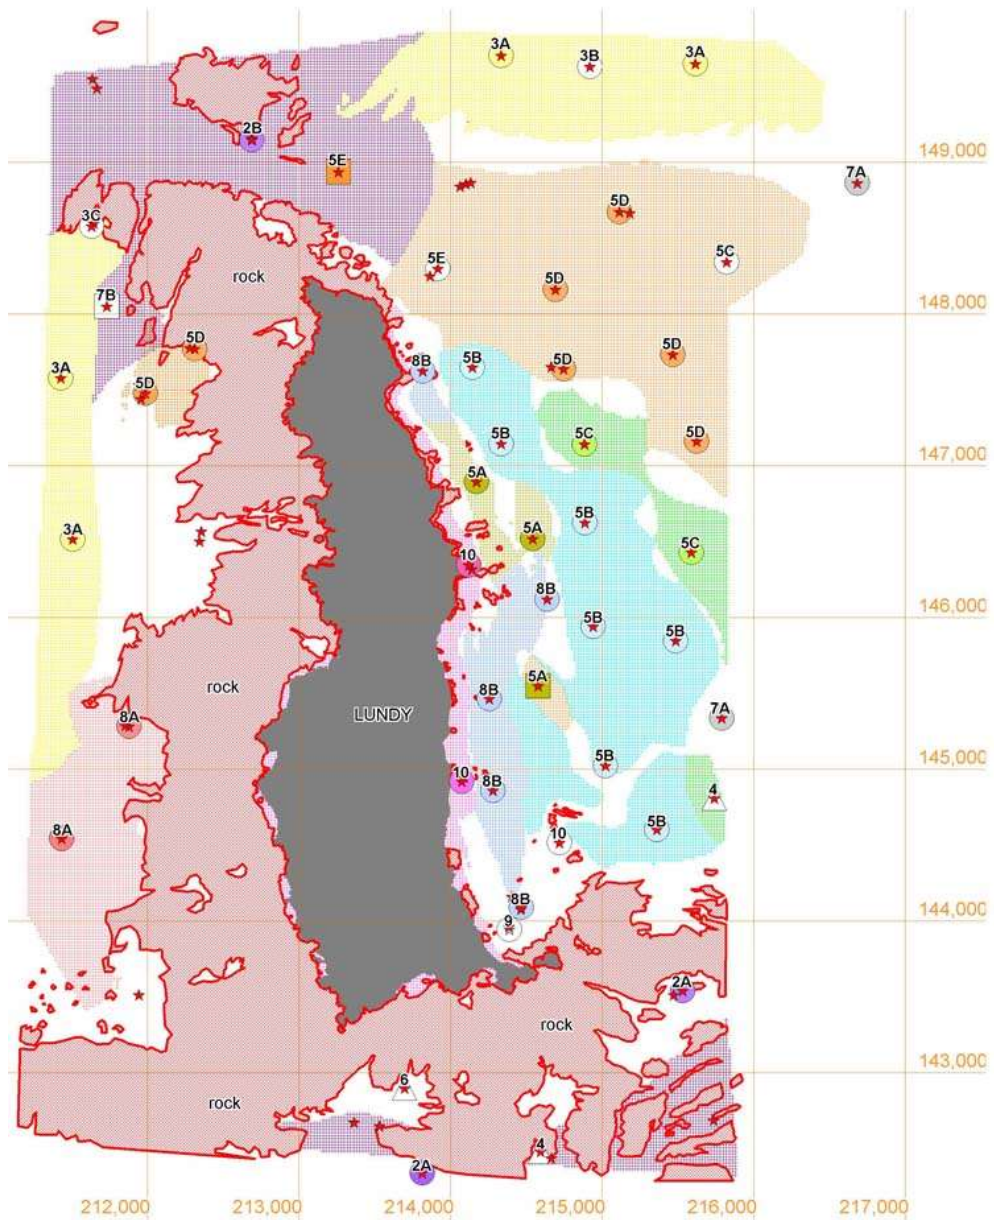 3A
3B
3A
2B
149,000
5E
7A
5D
3C
5E
5C
rock
5D
7B
148,000
5D
8B
5B
5D
5D
3A
5D
5B
5C
5D
147,000
5A
5B
3A
5A
5C
10
8B
146,000
5B
5B
rock
5A
8B
LUNDY
7A
8A
5B
145,000
10
8B
4
8A
5B
10
8B
144,000
9
2A
rock
143,000
6
rock
4
2A
212,000
213,000
214,000
215,000
216,000
217,000